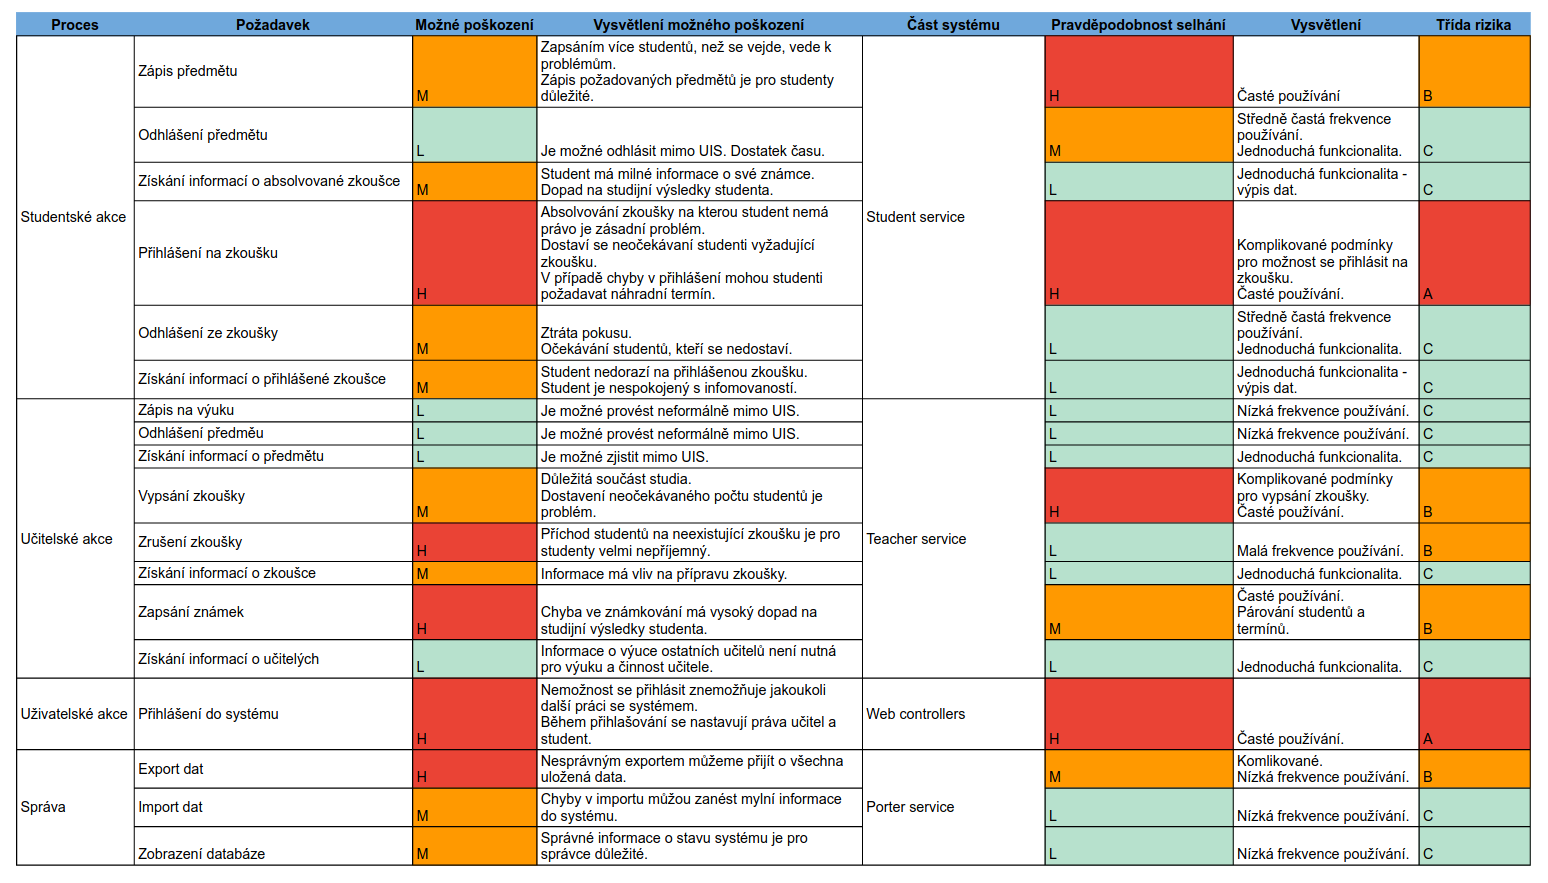 Proces Požadavek Možné poškození Vysvětlení možného poškození Část systému Pravděpodobnost selhání Vysvětlení Třída rizika
Studentské akce
Student service
Zápis předmětu
M
Zapsáním více studentů, než se vejde, vede k
problémům.
Zápis požadovaných předmětů je pro studenty
důležité.
H
Časté používání
B
Odhlášení předmětu
L
Je možné odhlásit mimo UIS. Dostatek času.
M
Středně častá frekvence
používání.
Jednoduchá funkcionalita.
C
Získání informací o absolvované zkoušce
M
Student má milné informace o své známce.
Dopad na studijní výsledky studenta.
L
Jednoduchá funkcionalita -
výpis dat.
C
Přihlášení na zkoušku
H
Absolvování zkoušky na kterou student nemá
právo je zásadní problém.
Dostaví se neočekávaní studenti vyžadující
zkoušku.
V případě chyby v přihlášení mohou studenti
požadavat náhradní termín.
H
Komplikované podmínky
pro možnost se přihlásit na
zkoušku.
Časté používání.
A
Odhlášení ze zkoušky
M
Ztráta pokusu.
Očekávání studentů, kteří se nedostaví.
L
Středně častá frekvence
používání.
Jednoduchá funkcionalita.
C
Získání informací o přihlášené zkoušce
M
Student nedorazí na přihlášenou zkoušku.
Student je nespokojený s infomovaností.
L
Jednoduchá funkcionalita -
výpis dat.
C
Učitelské akce
Teacher service
Zápis na výuku
L
Je možné provést neformálně mimo UIS.
L
Nízká frekvence používání.
C
Odhlášení předměu
L
Je možné provést neformálně mimo UIS.
L
Nízká frekvence používání.
C
Získání informací o předmětu
L
Je možné zjistit mimo UIS.
L
Jednoduchá funkcionalita.
C
Vypsání zkoušky
M
Důležitá součást studia.
Dostavení neočekávaného počtu studentů je
problém.
H
Komplikované podmínky
pro vypsání zkoušky.
Časté používání.
B
Zrušení zkoušky
H
Příchod studentů na neexistující zkoušku je pro
studenty velmi nepříjemný.
L
Malá frekvence používání.
B
Získání informací o zkoušce
M
Informace má vliv na přípravu zkoušky.
L
Jednoduchá funkcionalita.
C
Zapsání známek
H
Chyba ve známkování má vysoký dopad na
studijní výsledky studenta.
M
Časté používání.
Párování studentů a
termínů.
B
Získání informací o učitelých
L
Informace o výuce ostatních učitelů není nutná
pro výuku a činnost učitele.
L
Jednoduchá funkcionalita.
C
Uživatelské akce
Přihlášení do systému
H
Nemožnost se přihlásit znemožňuje jakoukoli
další práci se systémem.
Během přihlašování se nastavují práva učitel a
student.
Web controllers
H
Časté používání.
A
Správa
Porter service
Export dat
H
Nesprávným exportem můžeme přijít o všechna
uložená data.
M
Komlikované.
Nízká frekvence používání.
B
Import dat
M
Chyby v importu můžou zanést mylní informace
do systému.
L
Nízká frekvence používání.
C
Zobrazení databáze
M
Správné informace o stavu systému je pro
správce důležité.
L
Nízká frekvence používání.
C